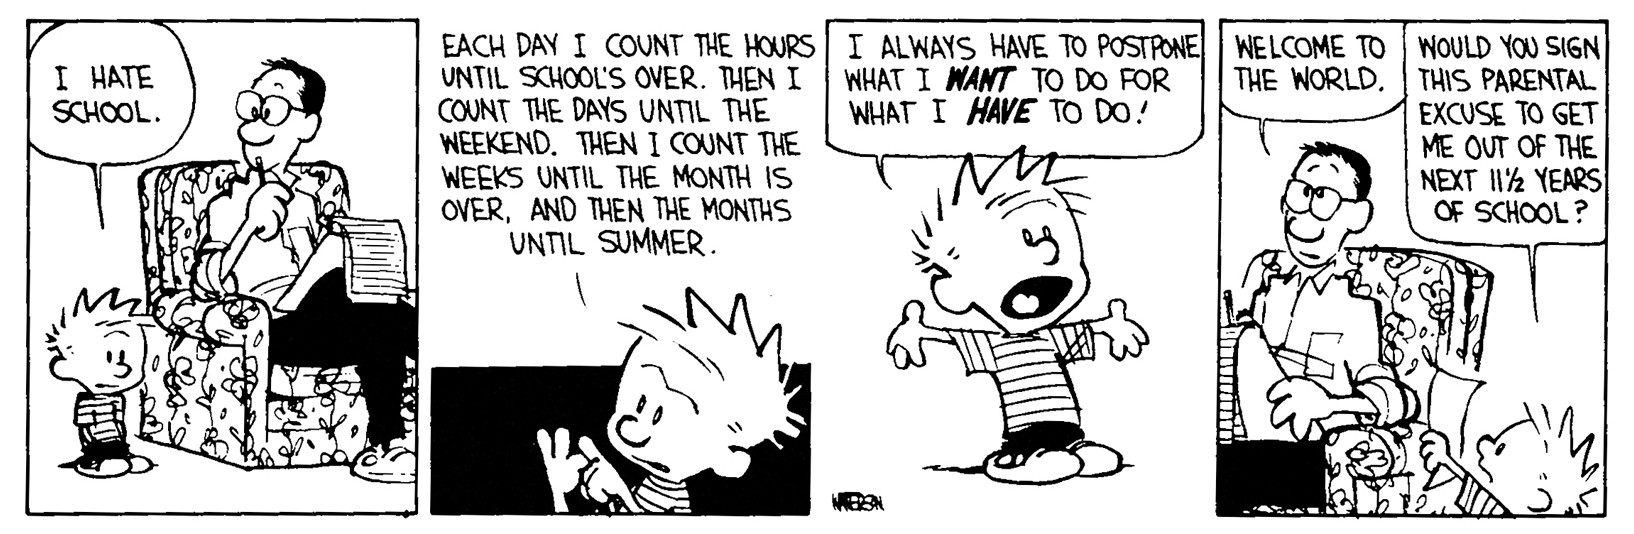 I HATE
SCHOOL.
EACH DAY I COUNT THE HOURS
UNTIL SCHOOL'S OVER. THEN I
COUNT THE DAYS UNTIL THE
WEEKEND. THEN I COUNT THE
WEEKS UNTIL THE MONTH IS
OVER, AND THEN THE MONTHS
UNTIL SUMMER.
I ALWAYS HAVE TO POSTPONE
WHAT I WANT TO DO FOR
WHAT I HAVE TO DO!
WATTERSON
WELCOME TO
THE WORLD.
WOULD YOU SIGN
THIS PARENTAL
EXCUSE TO GET
ME OUT OF THE
NEXT 11½ YEARS
OF SCHOOL?